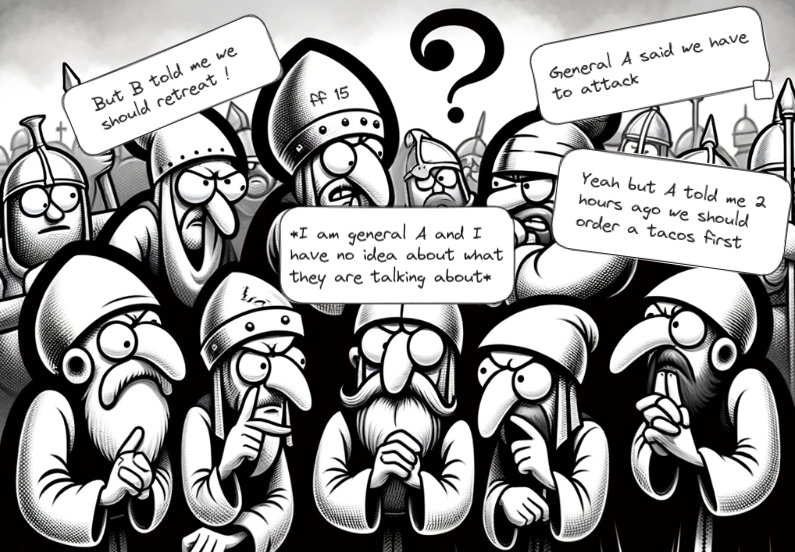 But B told me we
should retreat !
General A said we have
to attack
ff 15
Yeah but A told me 2
hours ago we should
order a tacos first
*I am general A and I
have no idea about what
they are talking about*
?